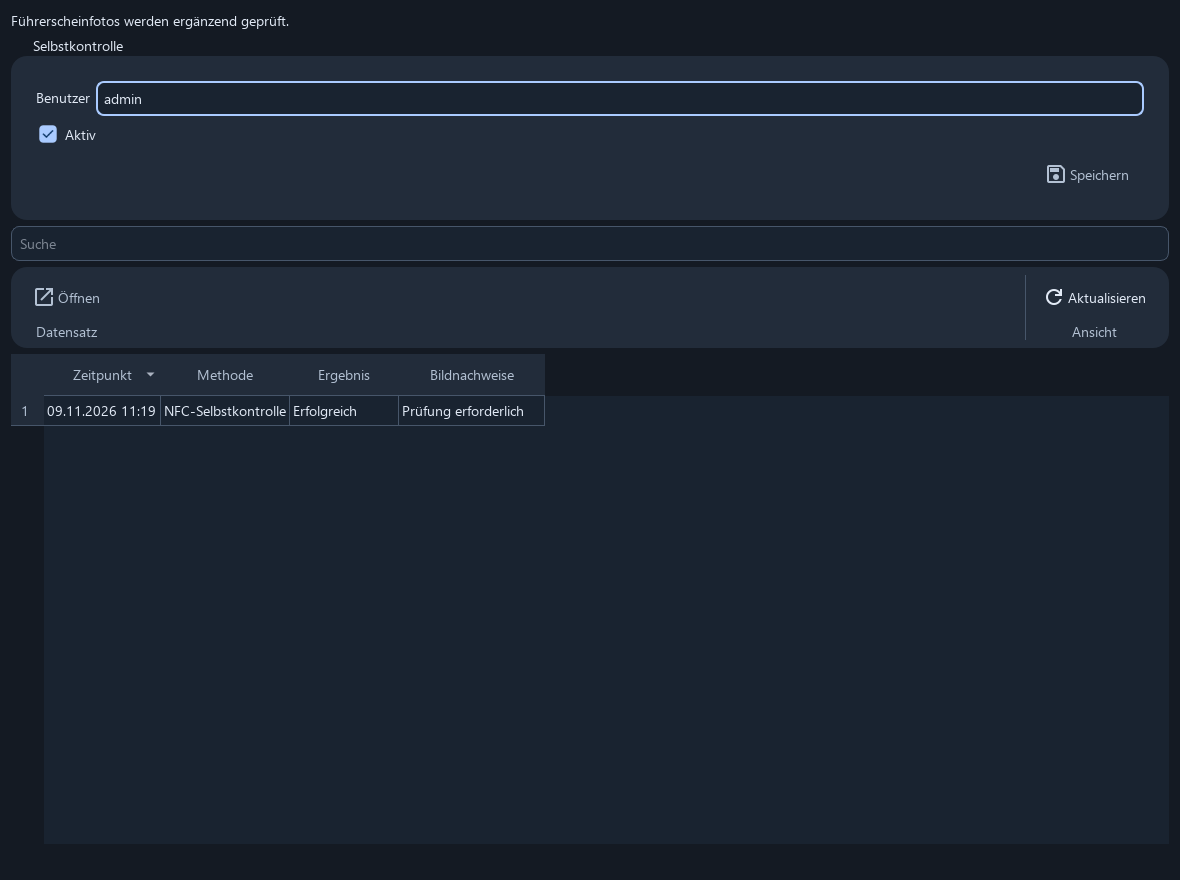 Führerscheinfotos werden ergänzend geprüft.
Selbstkontrolle
Benutzer admin
Aktiv
Speichern
Suche
Öffnen Aktualisieren
Datensatz Ansicht
Zeitpunkt Methode Ergebnis Bildnachweise
1 09.11.2026 11:19 NFC-Selbstkontrolle Erfolgreich Prüfung erforderlich